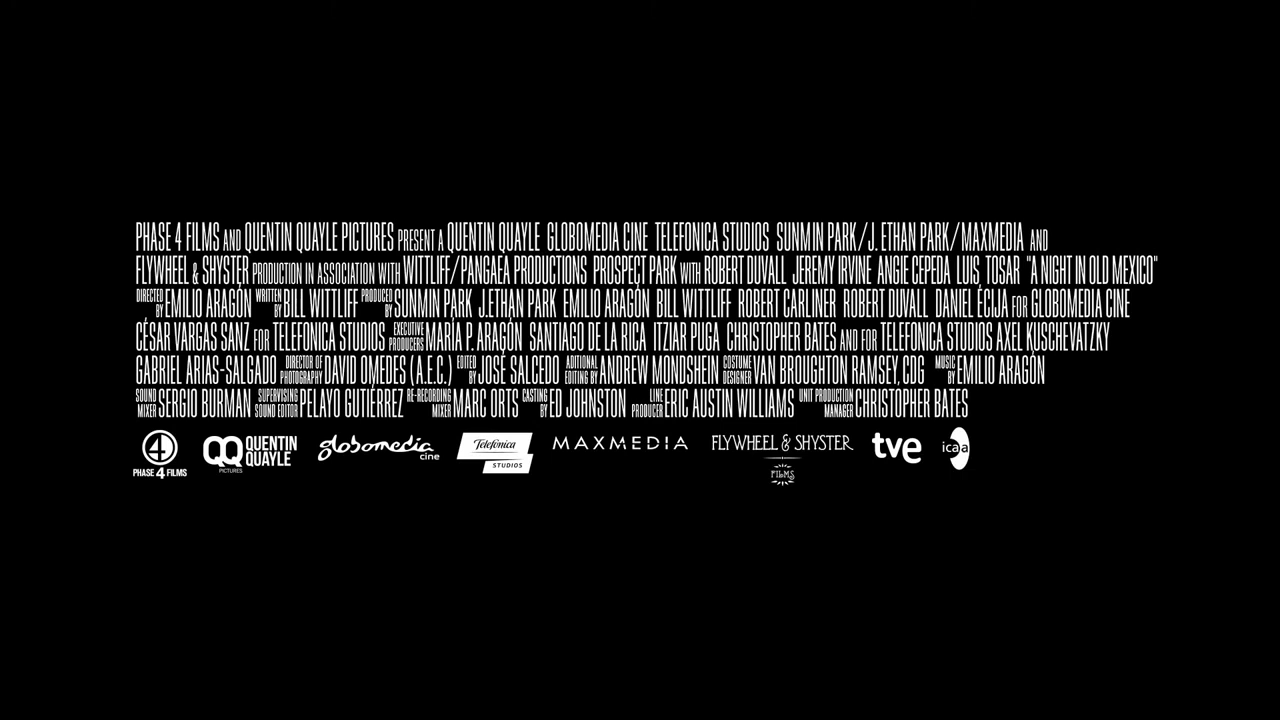 PHASE 4 FILMS AND QUENTIN QUAYLE PICTURES PRESENT A QUENTIN QUAYLE GLOBOMEDIA CINE TELEFONICA STUDIOS SUNMIN PARK/J. ETHAN PARK/MAXMEDIA AND
FLYWHEEL & SHYSTER PRODUCTION IN ASSOCIATION WITH WITTLIFF/PANGAEA PRODUCTIONS PROSPECT PARK WITH ROBERT DUVALL JEREMY IRVINE ANGIE CEPEDA LUIS TOSAR "A NIGHT IN OLD MEXICO"
DIRECTED BY EMILIO ARAGÓN WRITTEN BY BILL WITTLIFF PRODUCED BY SUNMIN PARK J.ETHAN PARK EMILIO ARAGÓN BILL WITTLIFF ROBERT CARLINER ROBERT DUVALL DANIEL ÉCIJA FOR GLOBOMEDIA CINE
CÉSAR VARGAS SANZ FOR TELEFONICA STUDIOS EXECUTIVE PRODUCERS MARÍA P. ARAGÓN SANTIAGO DE LA RICA ITZIAR PUGA CHRISTOPHER BATES AND FOR TELEFONICA STUDIOS AXEL KUSCHEVATZKY
GABRIEL ARIAS-SALGADO DIRECTOR OF PHOTOGRAPHY DAVID OMEDES (A.E.C.) EDITED BY JOSÉ SALCEDO ADITIONAL EDITING BY ANDREW MONDSHEIN COSTUME DESIGNER VAN BROUGHTON RAMSEY, CDG MUSIC BY EMILIO ARAGÓN
SOUND MIXER SERGIO BURMAN SUPERVISING SOUND EDITOR PELAYO GUTIÉRREZ RE-RECORDING MIXER MARC ORTS CASTING BY ED JOHNSTON LINE PRODUCER ERIC AUSTIN WILLIAMS UNIT PRODUCTION MANAGER CHRISTOPHER BATES
4 PHASE 4 FILMS
QQ PICTURES QUENTIN QUAYLE
globomedia cine
Telefónica STUDIOS
MAXMEDIA
FLYWHEEL & SHYSTER FILMS
tve
icaa